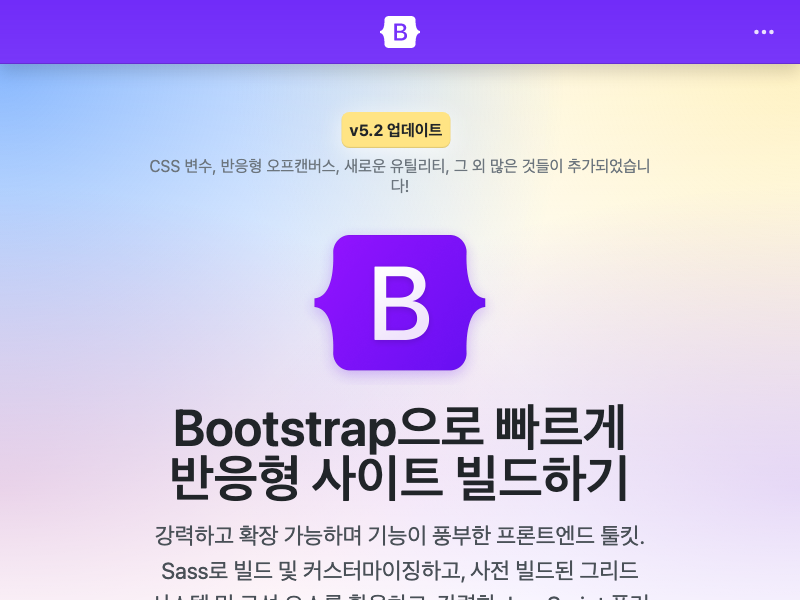 B
v5.2 업데이트
CSS 변수, 반응형 오프캔버스, 새로운 유틸리티, 그 외 많은 것들이 추가되었습니
다!
B
Bootstrap으로 빠르게
반응형 사이트 빌드하기
강력하고 확장 가능하며 기능이 풍부한 프론트엔드 툴킷.
Sass로 빌드 및 커스터마이징하고, 사전 빌드된 그리드